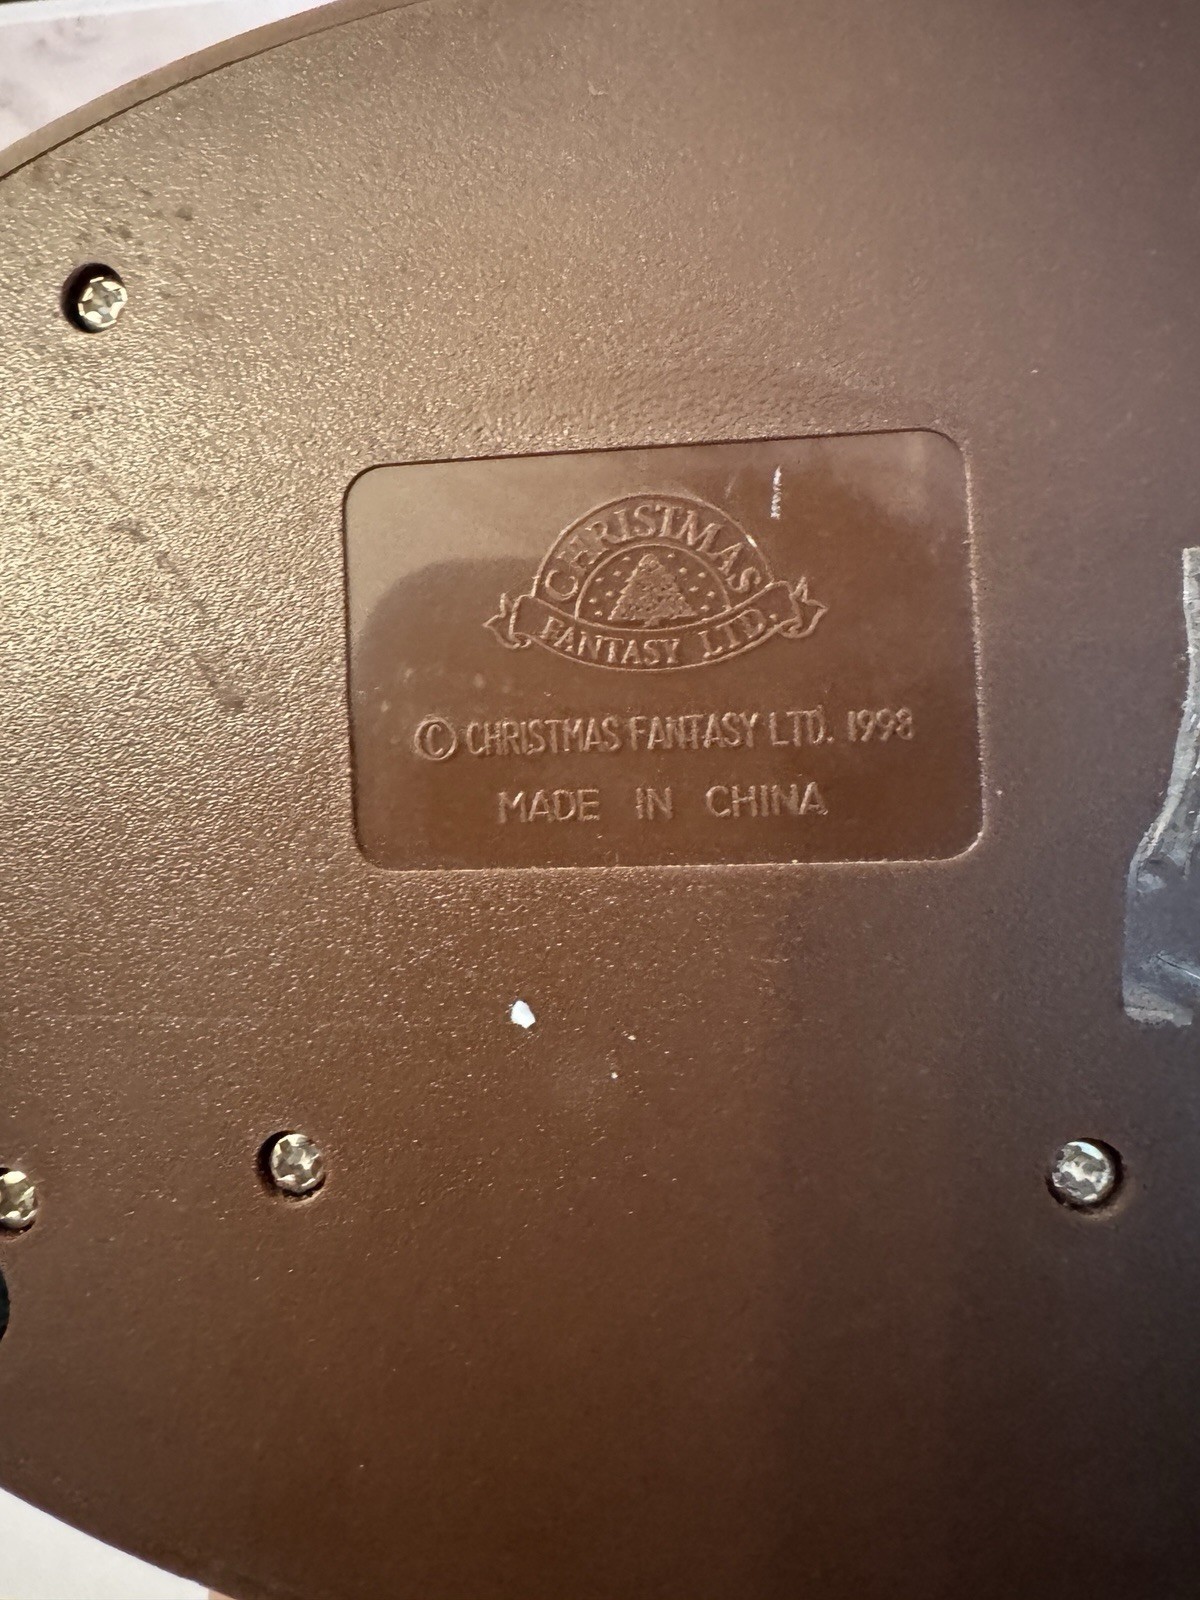 CHRISTMAS
FANTASY LTD.
© CHRISTMAS FANTASY LTD. 1998
MADE IN CHINA